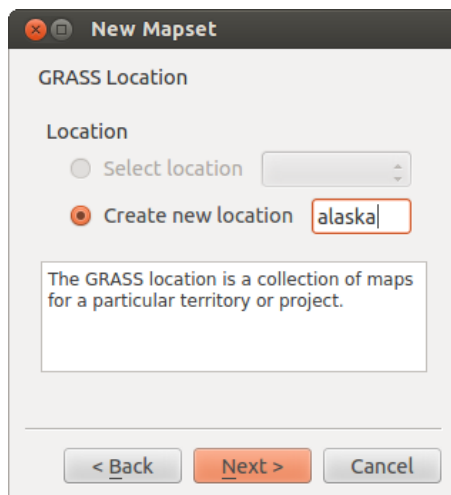 New Mapset
GRASS Location
Location
Select location
Create new location alaska
The GRASS location is a collection of maps
for a particular territory or project.
< Back Next > Cancel